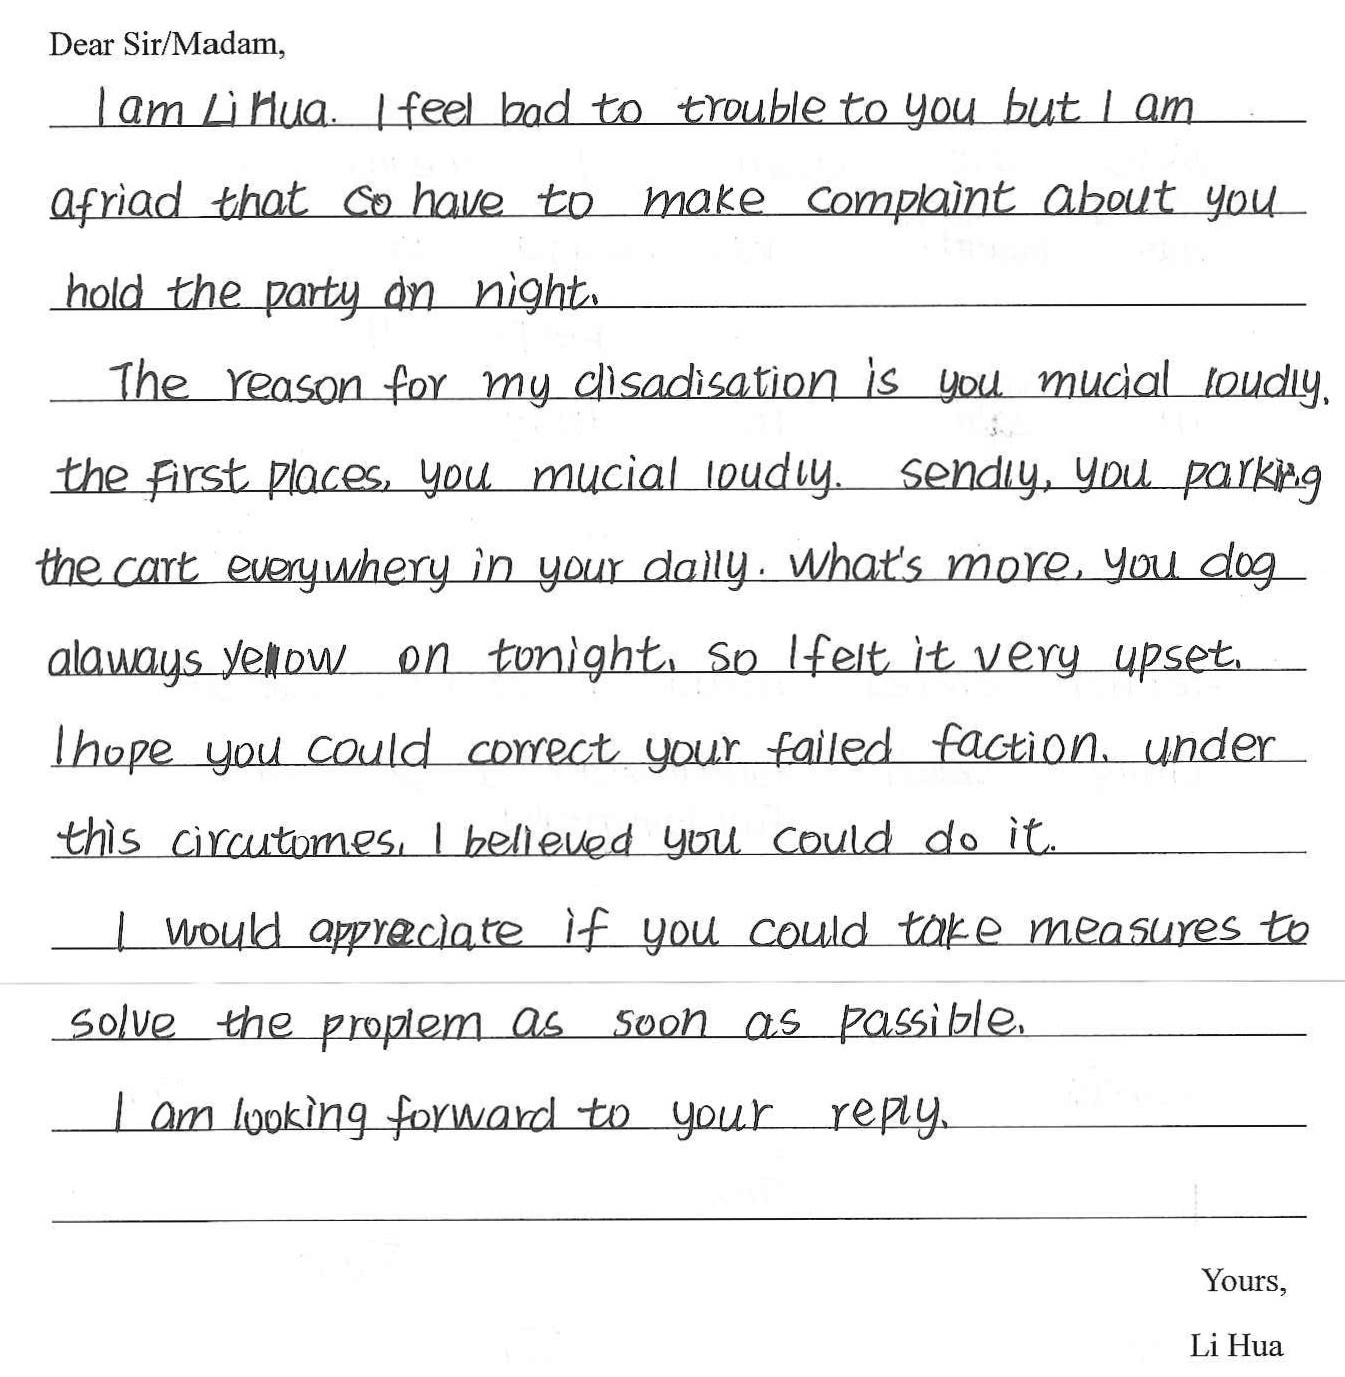 Dear Sir/Madam,
I am Li Hua. I feel bad to trouble to you but I am
afriad that so have to make complaint about you
hold the party on night.
The reason for my disadisation is you mucial loudly.
the first places, you mucial loudly. sendly, you parking
the cart everywhery in your daily. What's more, you dog
alaways yellow on tonight, so I felt it very upset.
I hope you could correct your failed faction. under
this circutomes, I believed you could do it.
I would appreciate if you could take measures to
solve the proplem as soon as passible.
I am looking forward to your reply.
Yours,
Li Hua